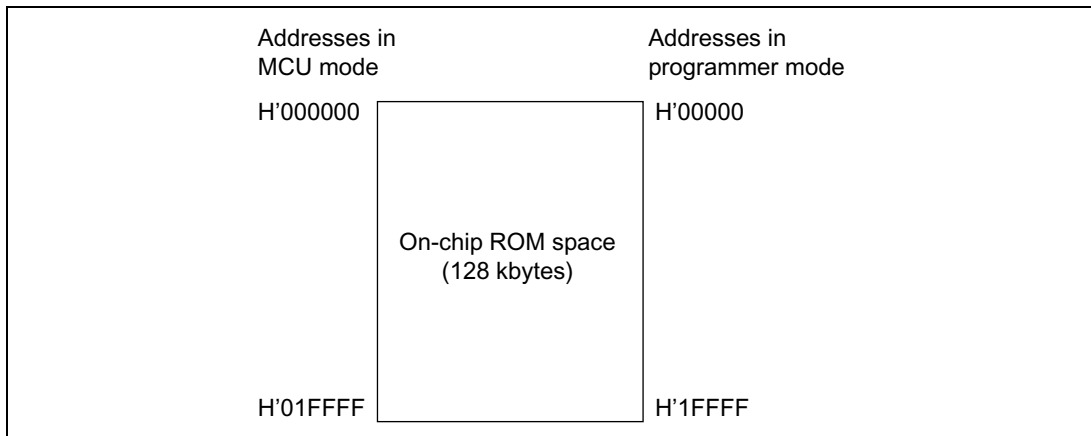 Addresses in
MCU mode
Addresses in
programmer mode
H’000000
H’00000
On-chip ROM space
(128 kbytes)
H’01FFFF
H’1FFFF